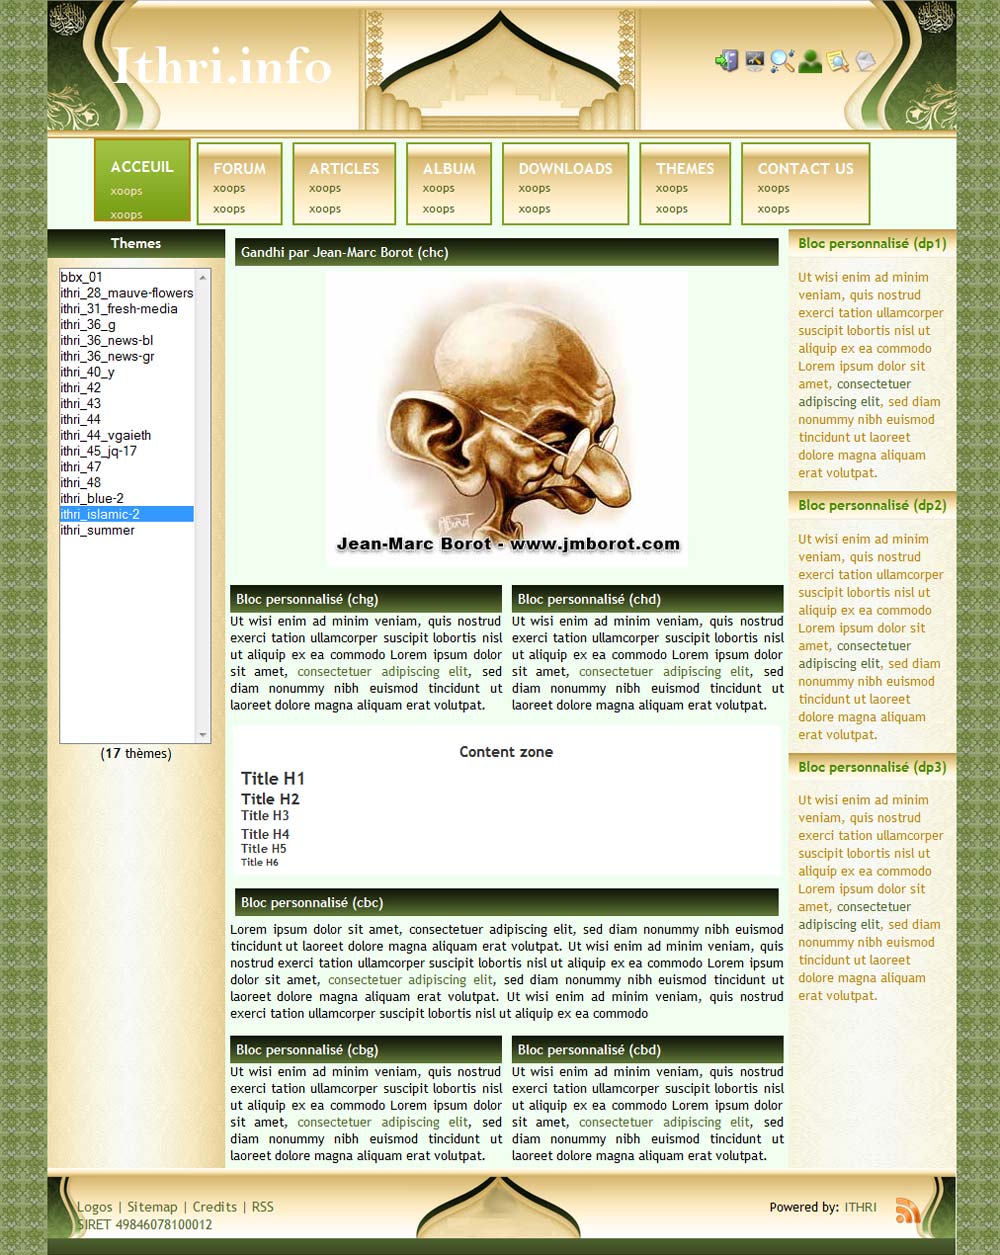 Ithri.info
ACCEUIL
xoops
xoops
FORUM
xoops
xoops
ARTICLES
xoops
xoops
ALBUM
xoops
xoops
DOWNLOADS
xoops
xoops
THEMES
xoops
xoops
CONTACT US
xoops
xoops
Themes
bbx_01
ithri_28_mauve-flowers
ithri_31_fresh-media
ithri_36_g
ithri_36_news-bl
ithri_36_news-gr
ithri_40_y
ithri_42
ithri_43
ithri_44
ithri_44_vgaieth
ithri_45_jq-17
ithri_47
ithri_48
ithri_blue-2
ithri_islamic-2
ithri_summer
(17 thèmes)
Gandhi par Jean-Marc Borot (chc)
Jean-Marc Borot - www.jmborot.com
Bloc personnalisé (chg)
Ut wisi enim ad minim veniam, quis nostrud
exerci tation ullamcorper suscipit lobortis nisl
ut aliquip ex ea commodo Lorem ipsum dolor
sit amet, consectetuer adipiscing elit, sed
diam nonummy nibh euismod tincidunt ut
laoreet dolore magna aliquam erat volutpat.
Bloc personnalisé (chd)
Ut wisi enim ad minim veniam, quis nostrud
exerci tation ullamcorper suscipit lobortis nisl
ut aliquip ex ea commodo Lorem ipsum dolor
sit amet, consectetuer adipiscing elit, sed
diam nonummy nibh euismod tincidunt ut
laoreet dolore magna aliquam erat volutpat.
Content zone
Title H1
Title H2
Title H3
Title H4
Title H5
Title H6
Bloc personnalisé (cbc)
Lorem ipsum dolor sit amet, consectetuer adipiscing elit, sed diam nonummy nibh euismod
tincidunt ut laoreet dolore magna aliquam erat volutpat. Ut wisi enim ad minim veniam, quis
nostrud exerci tation ullamcorper suscipit lobortis nisl ut aliquip ex ea commodo Lorem ipsum
dolor sit amet, consectetuer adipiscing elit, sed diam nonummy nibh euismod tincidunt ut
laoreet dolore magna aliquam erat volutpat. Ut wisi enim ad minim veniam, quis nostrud
exerci tation ullamcorper suscipit lobortis nisl ut aliquip ex ea commodo
Bloc personnalisé (cbg)
Ut wisi enim ad minim veniam, quis nostrud
exerci tation ullamcorper suscipit lobortis nisl
ut aliquip ex ea commodo Lorem ipsum dolor
sit amet, consectetuer adipiscing elit, sed
diam nonummy nibh euismod tincidunt ut
laoreet dolore magna aliquam erat volutpat.
Bloc personnalisé (cbd)
Ut wisi enim ad minim veniam, quis nostrud
exerci tation ullamcorper suscipit lobortis nisl
ut aliquip ex ea commodo Lorem ipsum dolor
sit amet, consectetuer adipiscing elit, sed
diam nonummy nibh euismod tincidunt ut
laoreet dolore magna aliquam erat volutpat.
Bloc personnalisé (dp1)
Ut wisi enim ad minim
veniam, quis nostrud
exerci tation ullamcorper
suscipit lobortis nisl ut
aliquip ex ea commodo
Lorem ipsum dolor sit
amet, consectetuer
adipiscing elit, sed diam
nonummy nibh euismod
tincidunt ut laoreet
dolore magna aliquam
erat volutpat.
Bloc personnalisé (dp2)
Ut wisi enim ad minim
veniam, quis nostrud
exerci tation ullamcorper
suscipit lobortis nisl ut
aliquip ex ea commodo
Lorem ipsum dolor sit
amet, consectetuer
adipiscing elit, sed diam
nonummy nibh euismod
tincidunt ut laoreet
dolore magna aliquam
erat volutpat.
Bloc personnalisé (dp3)
Ut wisi enim ad minim
veniam, quis nostrud
exerci tation ullamcorper
suscipit lobortis nisl ut
aliquip ex ea commodo
Lorem ipsum dolor sit
amet, consectetuer
adipiscing elit, sed diam
nonummy nibh euismod
tincidunt ut laoreet
dolore magna aliquam
erat volutpat.
Logos | Sitemap | Credits | RSS
SIRET 49846078100012
Powered by: ITHRI